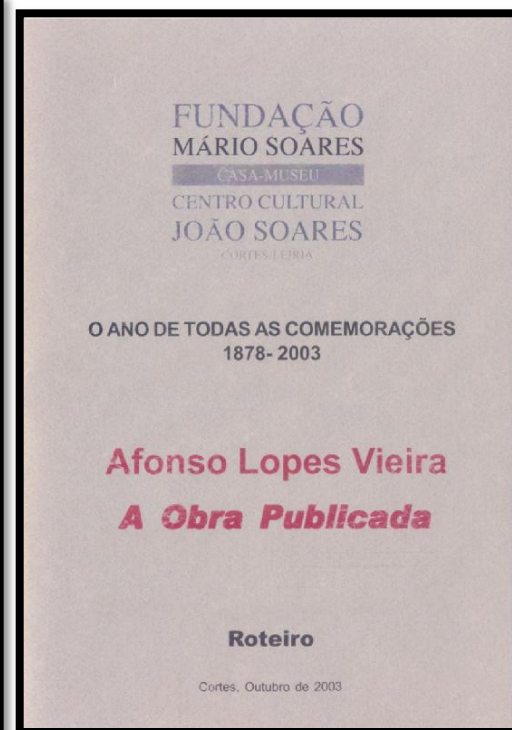 FUNDAÇÃO
MÁRIO SOARES
CASA-MUSEU
CENTRO CULTURAL
JOÃO SOARES
CORTES-LEIRIA
O ANO DE TODAS AS COMEMORAÇÕES
1878- 2003
Afonso Lopes Vieira
A Obra Publicada
Roteiro
Cortes, Outubro de 2003